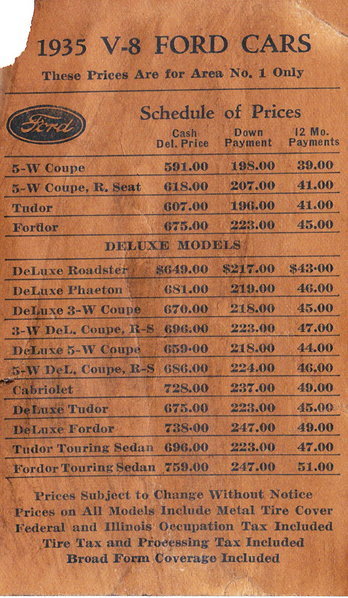 1935 V-8 FORD CARS
These Prices Are for Area No. 1 Only
Ford
Schedule of Prices
Cash Down 12 Mo.
Del. Price Payment Payments
5-W Coupe 591.00 198.00 39.00
5-W Coupe, R. Seat 618.00 207.00 41.00
Tudor 607.00 196.00 41.00
Fordor 675.00 223.00 45.00
DELUXE MODELS
DeLuxe Roadster $649.00 $217.00 $43.00
DeLuxe Phaeton 681.00 219.00 46.00
DeLuxe 3-W Coupe 670.00 218.00 45.00
3-W DeL. Coupe, R-S 696.00 223.00 47.00
DeLuxe 5-W Coupe 659.00 218.00 44.00
5-W DeL. Coupe, R-S 686.00 224.00 46.00
Cabriolet 728.00 237.00 49.00
DeLuxe Tudor 675.00 223.00 45.00
DeLuxe Fordor 738.00 247.00 49.00
Tudor Touring Sedan 696.00 223.00 47.00
Fordor Touring Sedan 759.00 247.00 51.00
Prices Subject to Change Without Notice
Prices on All Models Include Metal Tire Cover
Federal and Illinois Occupation Tax Included
Tire Tax and Processing Tax Included
Broad Form Coverage Included